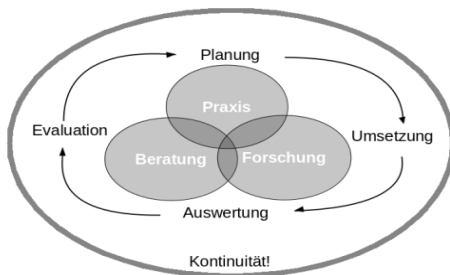 Planung
Praxis
Evaluation
Umsetzung
Beratung
Forschung
Auswertung
Kontinuität!